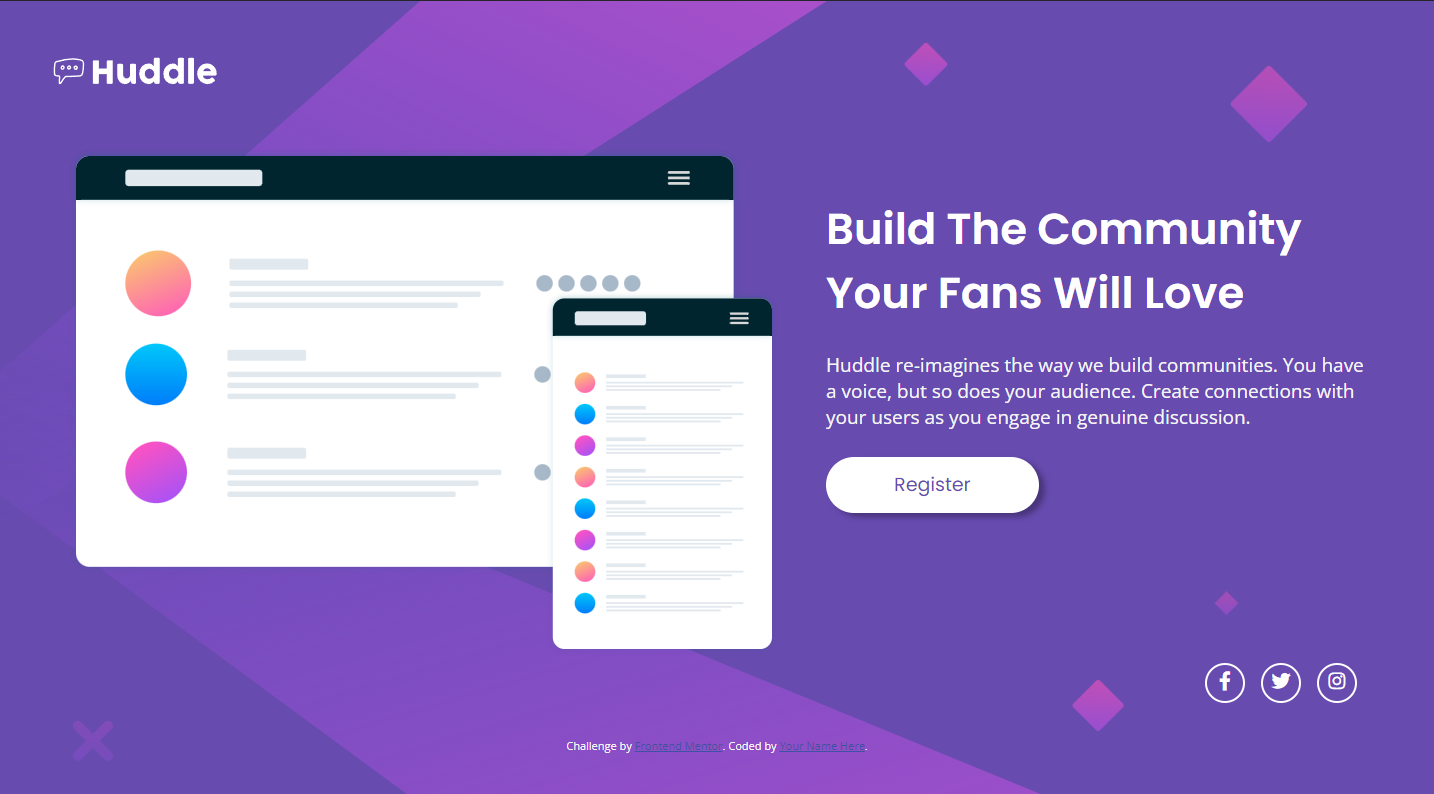 Huddle
Build The Community
Your Fans Will Love
Huddle re-imagines the way we build communities. You have
a voice, but so does your audience. Create connections with
your users as you engage in genuine discussion.
Register
Challenge by Frontend Mentor. Coded by Your Name Here.